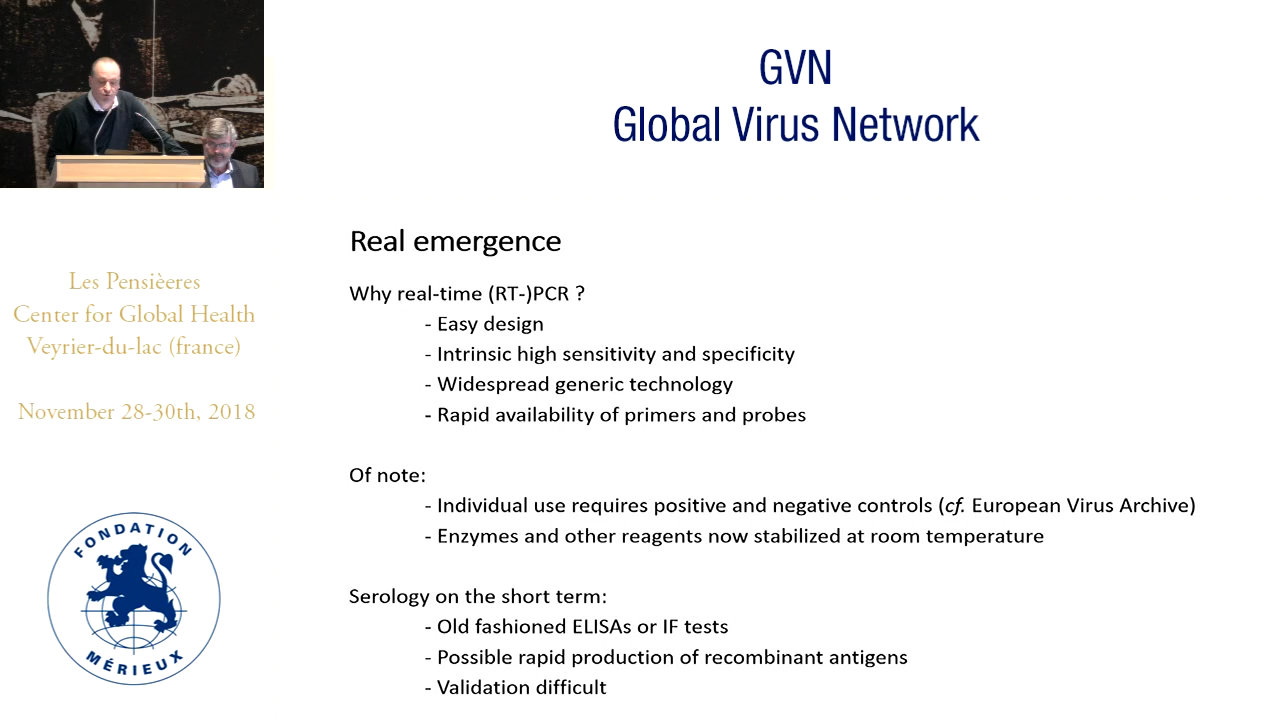 GVN
Global Virus Network
Les Pensièeres
Center for Global Health
Veyrier-du-lac (france)
November 28-30th, 2018
FONDATION
MÉRIEUX
Real emergence
Why real-time (RT-)PCR ?
- Easy design
- Intrinsic high sensitivity and specificity
- Widespread generic technology
- Rapid availability of primers and probes
Of note:
- Individual use requires positive and negative controls (cf. European Virus Archive)
- Enzymes and other reagents now stabilized at room temperature
Serology on the short term:
- Old fashioned ELISAs or IF tests
- Possible rapid production of recombinant antigens
- Validation difficult